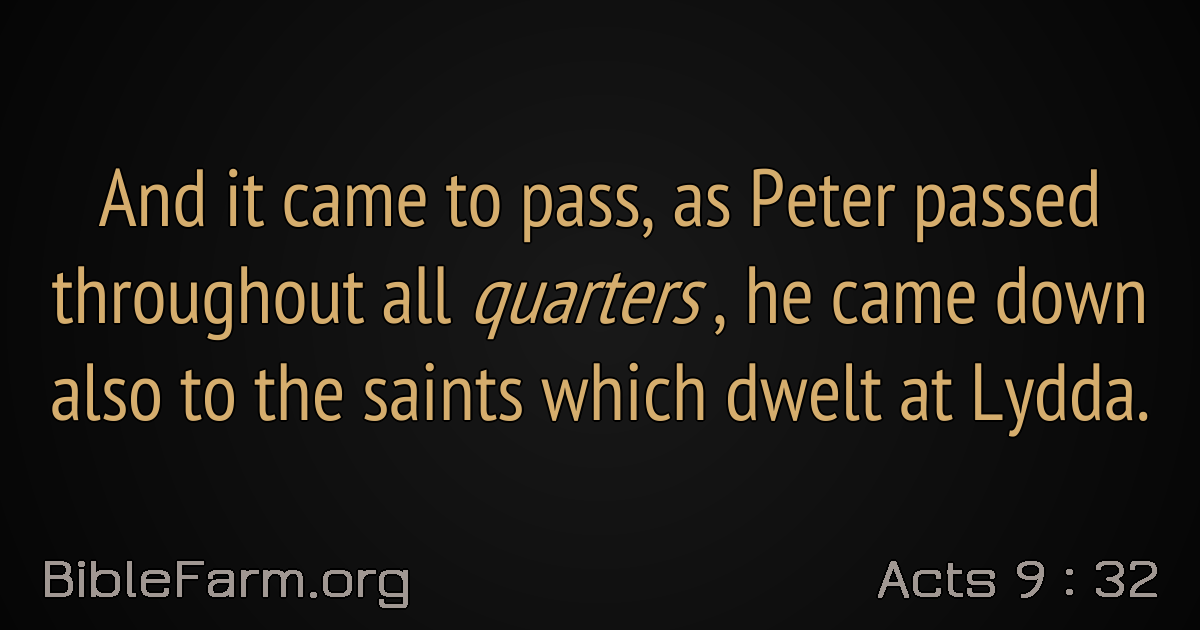 And it came to pass, as Peter passed
throughout all quarters , he came down
also to the saints which dwelt at Lydda.
BibleFarm.org
Acts 9 : 32